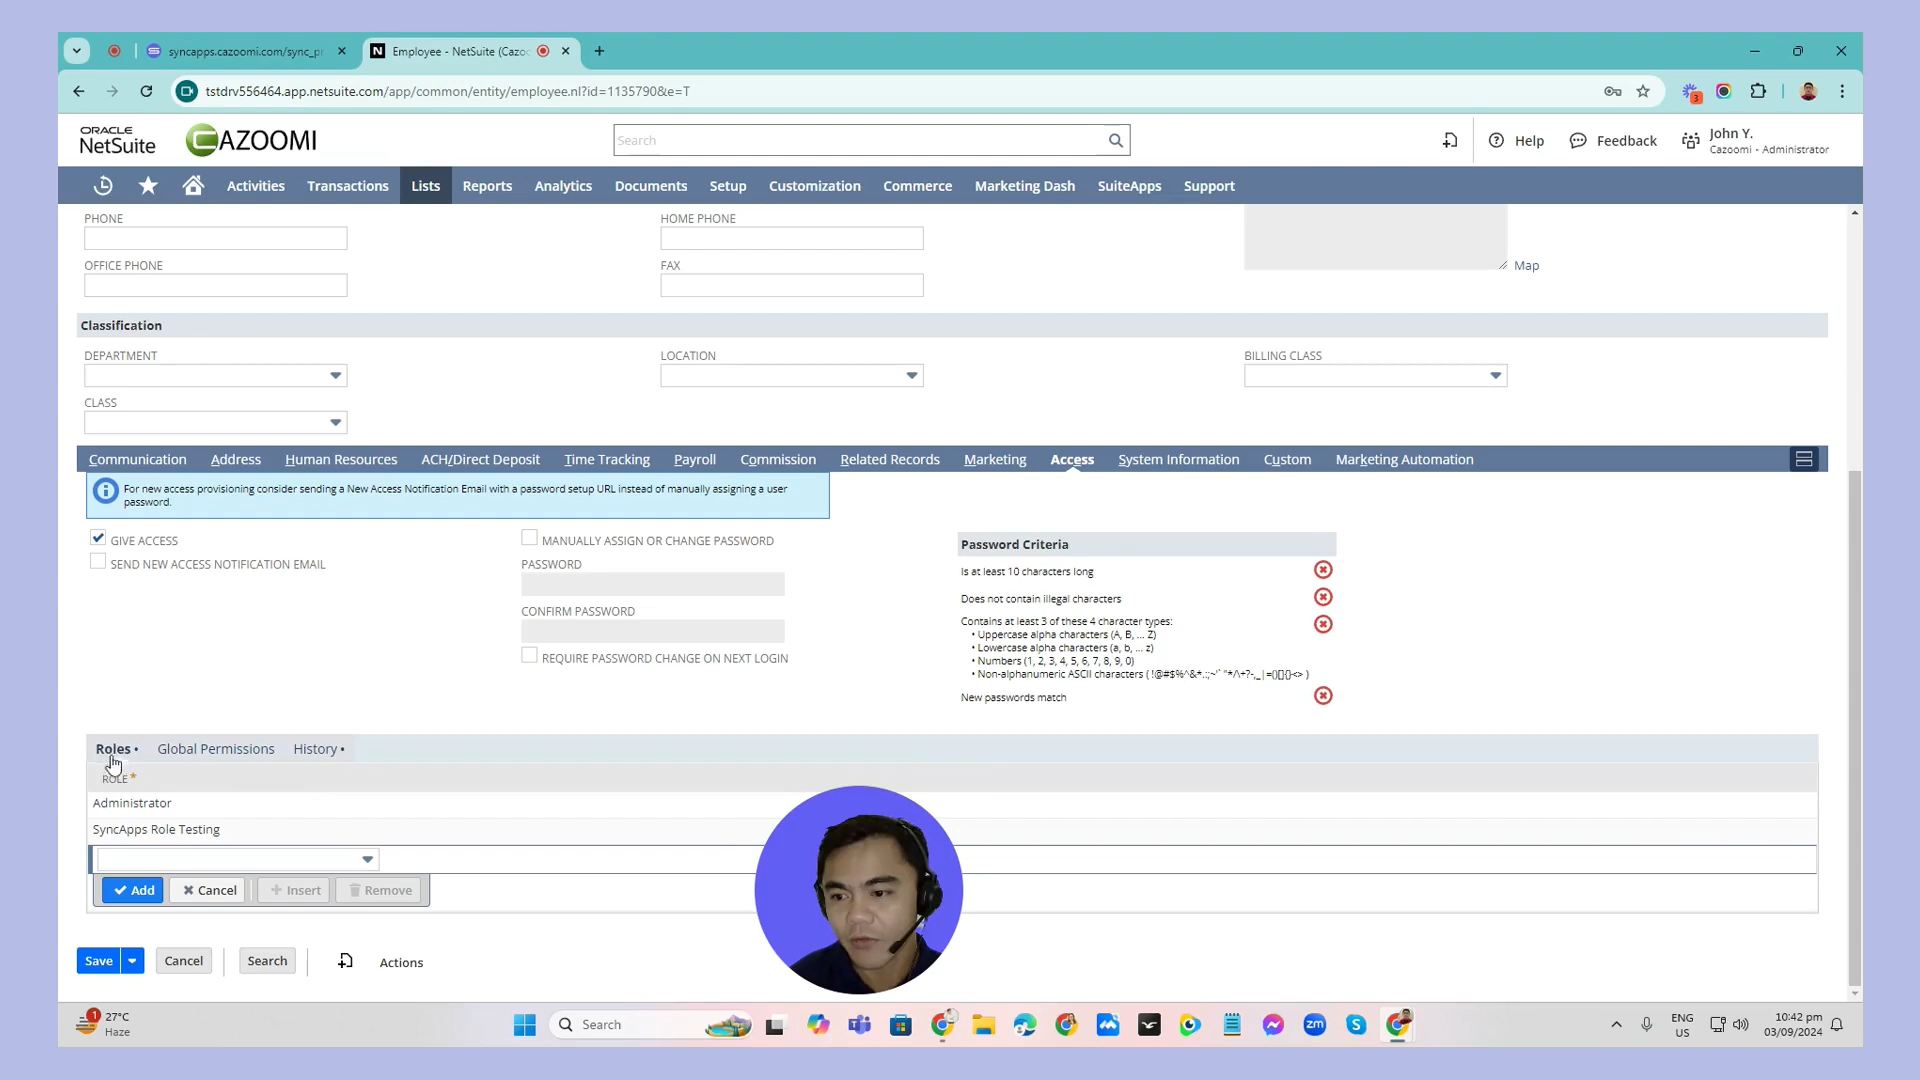 syncapps.cazoomi.com/sync_pr
Employee - NetSuite (Cazo
tstdrv556464.app.netsuite.com/app/common/entity/employee.nl?id=1135790&e=T
3
ORACLE
NetSuite
CAZOOMI
Search
Help
Feedback
John Y.
Cazoomi - Administrator
Activities
Transactions
Lists
Reports
Analytics
Documents
Setup
Customization
Commerce
Marketing Dash
SuiteApps
Support
PHONE
HOME PHONE
OFFICE PHONE
FAX
Map
Classification
DEPARTMENT
LOCATION
BILLING CLASS
CLASS
Communication
Address
Human Resources
ACH/Direct Deposit
Time Tracking
Payroll
Commission
Related Records
Marketing
Access
System Information
Custom
Marketing Automation
For new access provisioning consider sending a New Access Notification Email with a password setup URL instead of manually assigning a user
password.
GIVE ACCESS
SEND NEW ACCESS NOTIFICATION EMAIL
MANUALLY ASSIGN OR CHANGE PASSWORD
PASSWORD
CONFIRM PASSWORD
REQUIRE PASSWORD CHANGE ON NEXT LOGIN
Password Criteria
Is at least 10 characters long
Does not contain illegal characters
Contains at least 3 of these 4 character types:
• Uppercase alpha characters (A, B, ... Z)
• Lowercase alpha characters (a, b, ... z)
• Numbers (1, 2, 3, 4, 5, 6, 7, 8, 9, 0)
• Non-alphanumeric ASCII characters
New passwords match
Roles •
Global Permissions
History •
ROLE *
Administrator
SyncApps Role Testing
Add
Cancel
Insert
Remove
Save
Cancel
Search
Actions
1
27°C
Haze
Search
zm
ENG
US
10:42 pm
03/09/2024